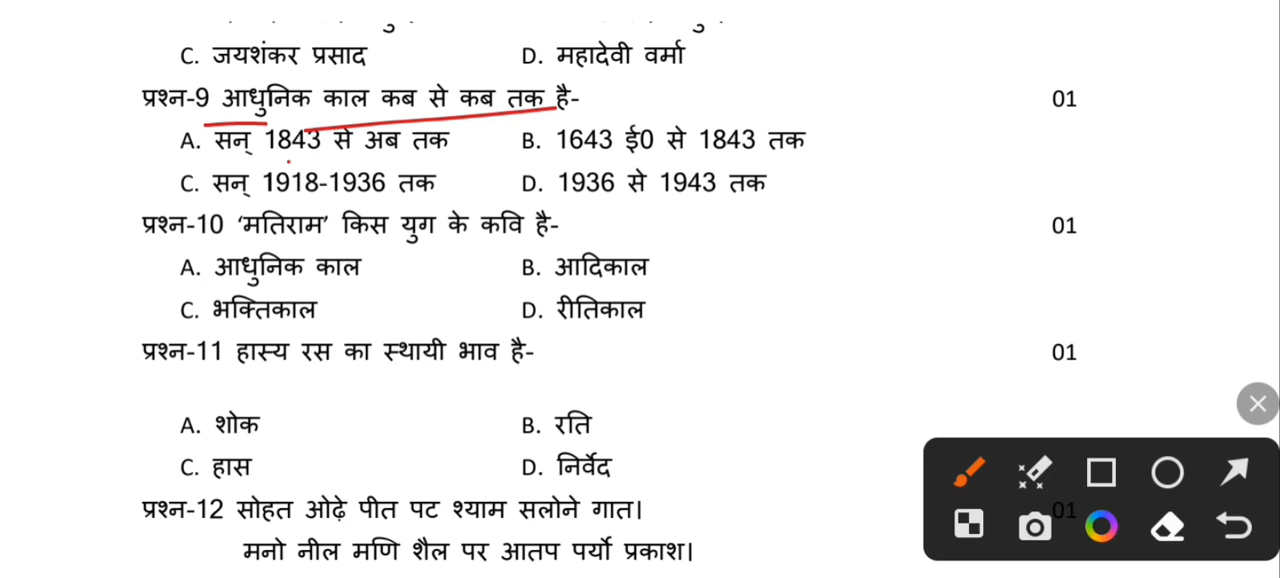 C. जयशंकर प्रसाद D. महादेवी वर्मा
प्रश्न-9 आधुनिक काल कब से कब तक है- 01
A. सन् 1843 से अब तक B. 1643 ई0 से 1843 तक
C. सन् 1918-1936 तक D. 1936 से 1943 तक
प्रश्न-10 ‘मतिराम’ किस युग के कवि है- 01
A. आधुनिक काल B. आदिकाल
C. भक्तिकाल D. रीतिकाल
प्रश्न-11 हास्य रस का स्थायी भाव है- 01
A. शोक B. रति
C. हास D. निर्वेद
प्रश्न-12 सोहत ओढ़े पीत पट श्याम सलोने गात। 01
मनो नील मणि शैल पर आतप पर्यो प्रकाश।